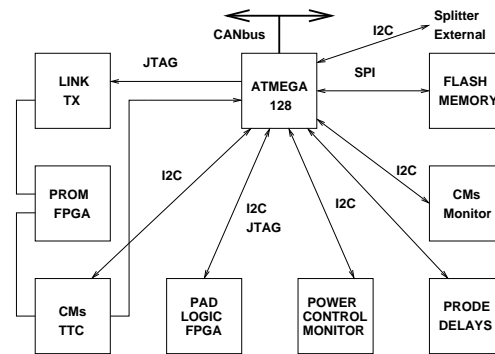 CANbus
I2C
Splitter
External
JTAG
LINK
TX
ATMEGA
128
SPI
FLASH
MEMORY
PROM
FPGA
I2C
I2C
JTAG
I2C
I2C
CMs
Monitor
CMs
TTC
PAD
LOGIC
FPGA
POWER
CONTROL
MONITOR
PRODE
DELAYS